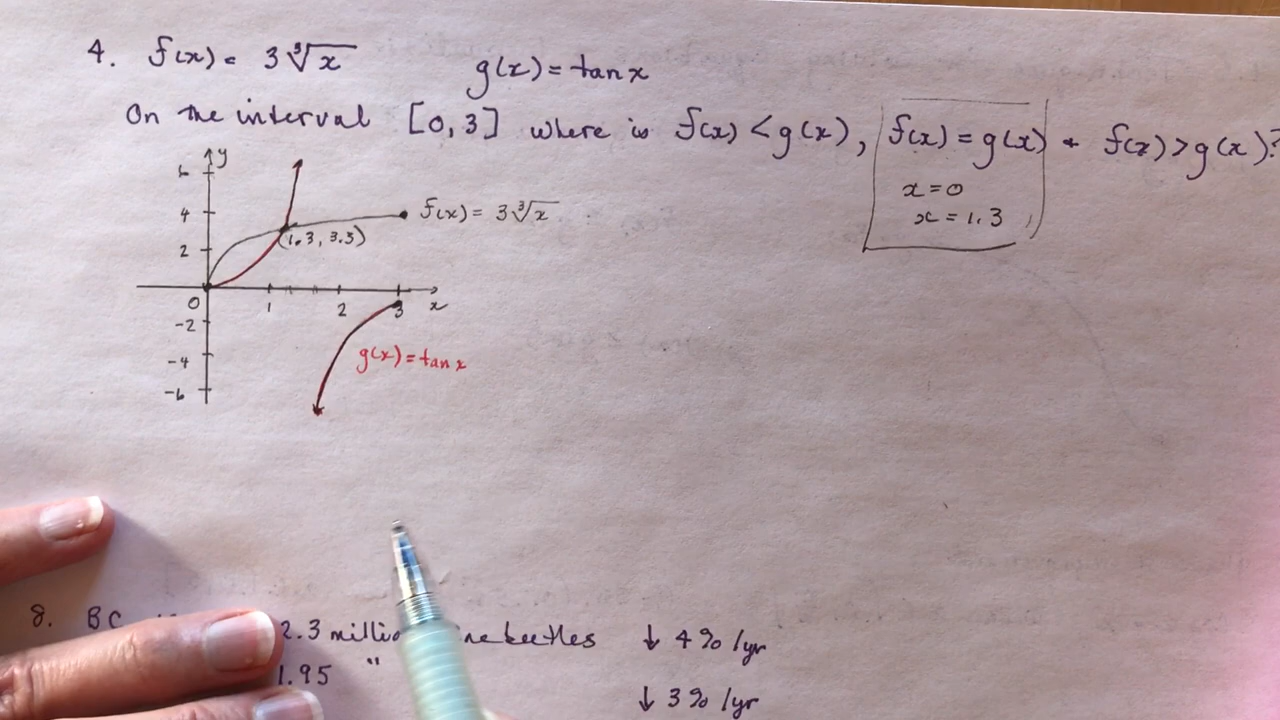 4. f(x) = 3∛x g(x) = tan x
On the interval [0,3] where is f(x) < g(x), f(x) = g(x) + f(x) > g(x)?
x = 0
x = 1.3
y
6
4
2
0
-2
-4
-6
1 2 3 x
f(x) = 3∛x
(1.3, 3.3)
g(x) = tan x
8. BC 2.3 beetles ↓ 4% /yr
1.95 " ↓ 3% /yr